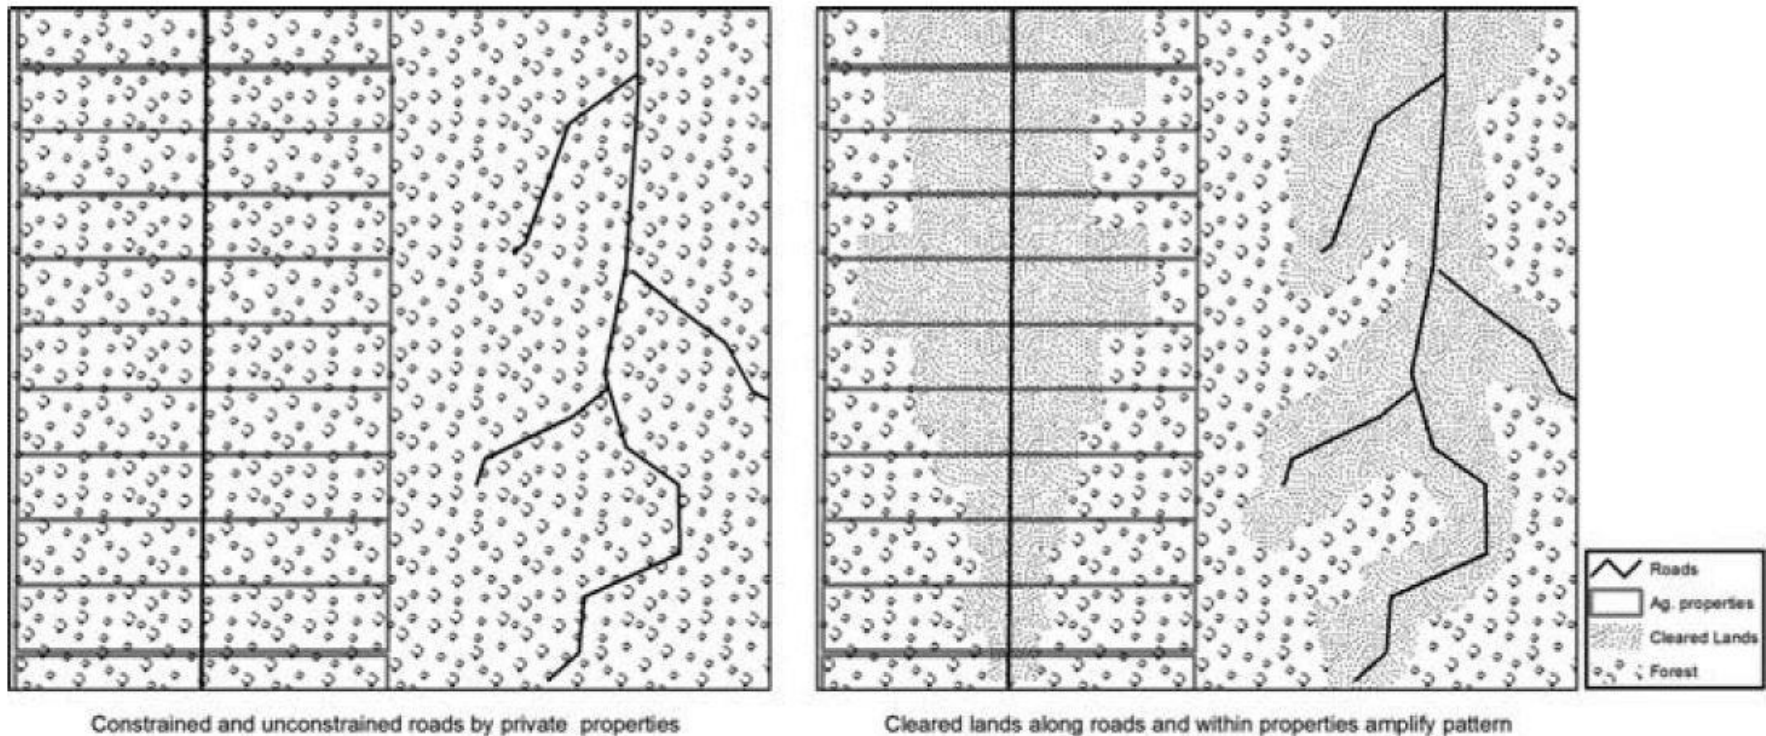 Roads
Ag. properties
Cleared Lands
Forest
Constrained and unconstrained roads by private properties
Cleared lands along roads and within properties amplify pattern